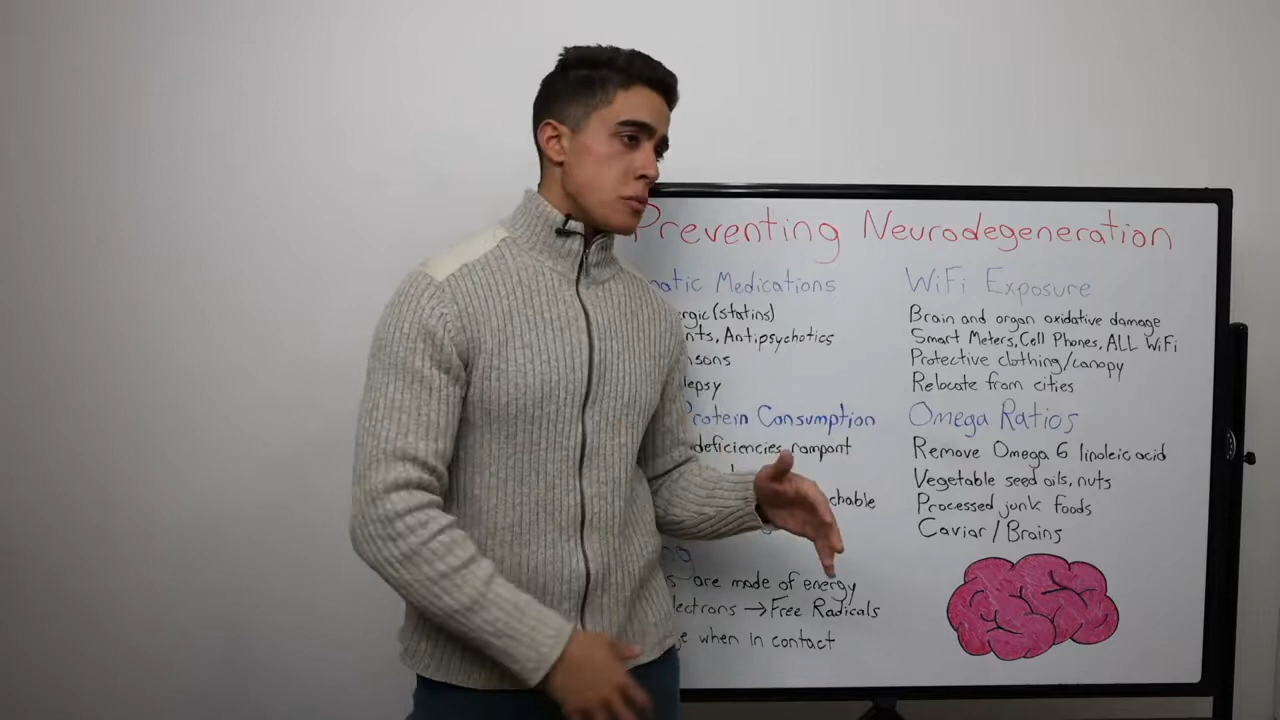 Preventing Neurodegeneration
Medications
(statins)
Antipsychotics
Protein Consumption
deficiencies rampant
are made of energy
→ Free Radicals
when in contact
WiFi Exposure
Brain and organ oxidative damage
Smart Meters, Cell Phones, ALL WiFi
Protective clothing/canopy
Relocate from cities
Omega Ratios
Remove Omega 6 linoleic acid
Vegetable seed oils, nuts
Processed junk foods
Caviar/Brains